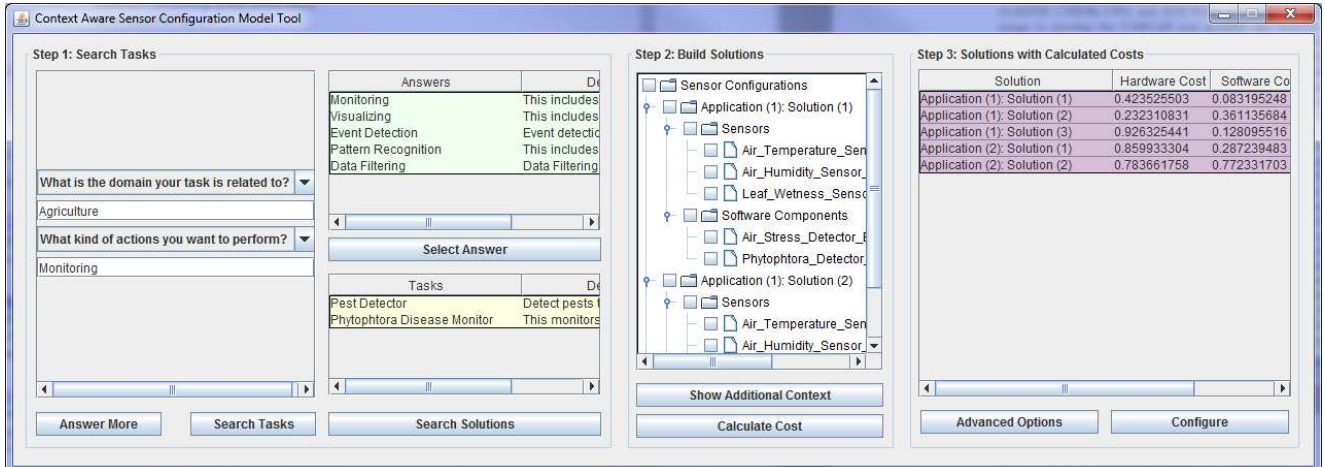 Context Aware Sensor Configuration Model Tool
Step 1: Search Tasks
What is the domain your task is related to?
Agriculture
What kind of actions you want to perform?
Monitoring
Answer More
Search Tasks
Answers De
Monitoring This includes
Visualizing This includes
Event Detection Event detectic
Pattern Recognition This includes
Data Filtering Data Filtering
Select Answer
Tasks De
Pest Detector Detect pests t
Phytophtora Disease Monitor This monitors
Search Solutions
Step 2: Build Solutions
Sensor Configurations
Application (1): Solution (1)
Sensors
Air_Temperature_Sen
Air_Humidity_Sensor_
Leaf_Wetness_Senso
Software Components
Air_Stress_Detector_E
Phytophtora_Detector_
Application (1): Solution (2)
Sensors
Air_Temperature_Sen
Air_Humidity_Sensor_
Show Additional Context
Calculate Cost
Step 3: Solutions with Calculated Costs
Solution Hardware Cost Software Co
Application (1): Solution (1) 0.423525503 0.083195248
Application (1): Solution (2) 0.232310831 0.361135684
Application (1): Solution (3) 0.926325441 0.128095516
Application (2): Solution (1) 0.859933304 0.287239483
Application (2): Solution (2) 0.783661758 0.772331703
Advanced Options
Configure